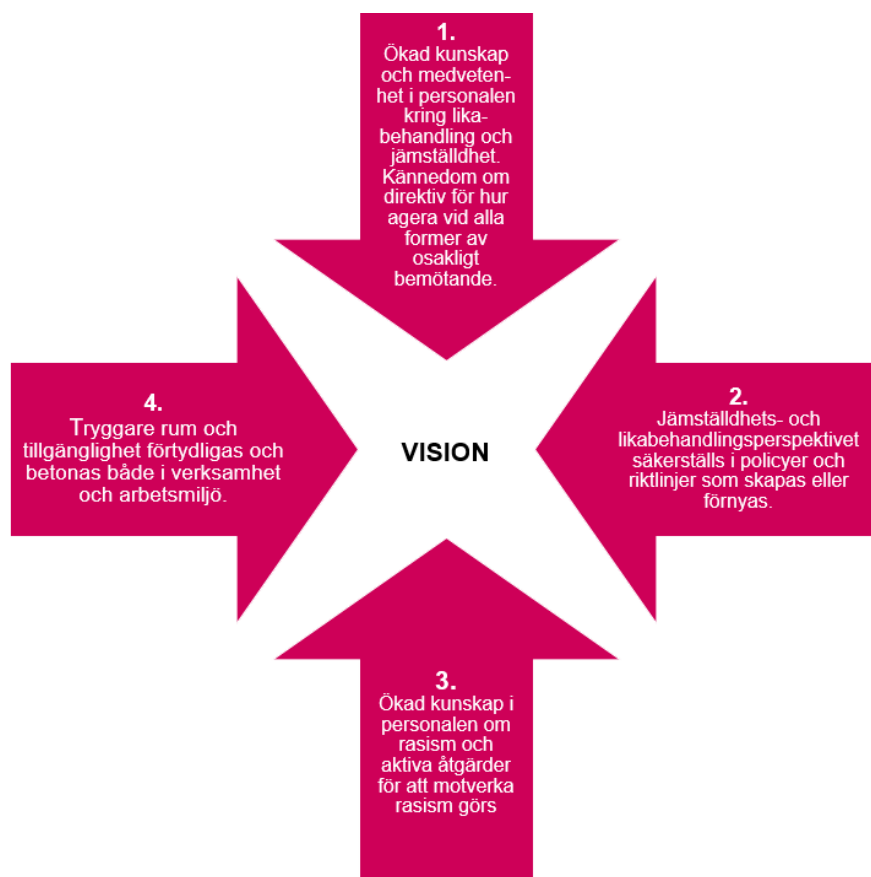 1.
Ökad kunskap
och medveten-
het i personalen
kring lika-
behandling och
jämställdhet.
Kännedom om
direktiv för hur
agera vid alla
former av
osakligt
bemötande.
4.
Tryggare rum och
tillgänglighet förtydligas och
betonas både i verksamhet
och arbetsmiljö.
VISION
2.
Jämställdhets- och
likabehandlingsperspektivet
säkerställs i policyer och
riktlinjer som skapas eller
förnyas.
3.
Ökad kunskap i
personalen om
rasism och
aktiva åtgärder
för att motverka
rasism görs